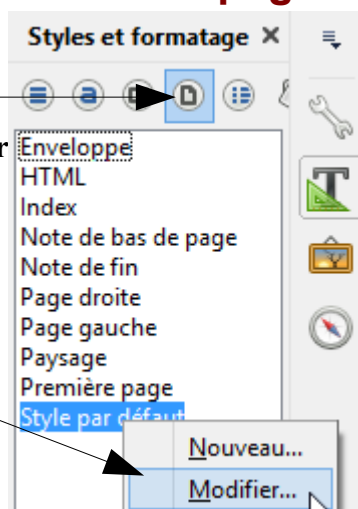 page
Styles et formatage
r
Enveloppe
HTML
Index
Note de bas de page
Note de fin
Page droite
Page gauche
Paysage
Première page
Style par défaut
Nouveau...
Modifier...